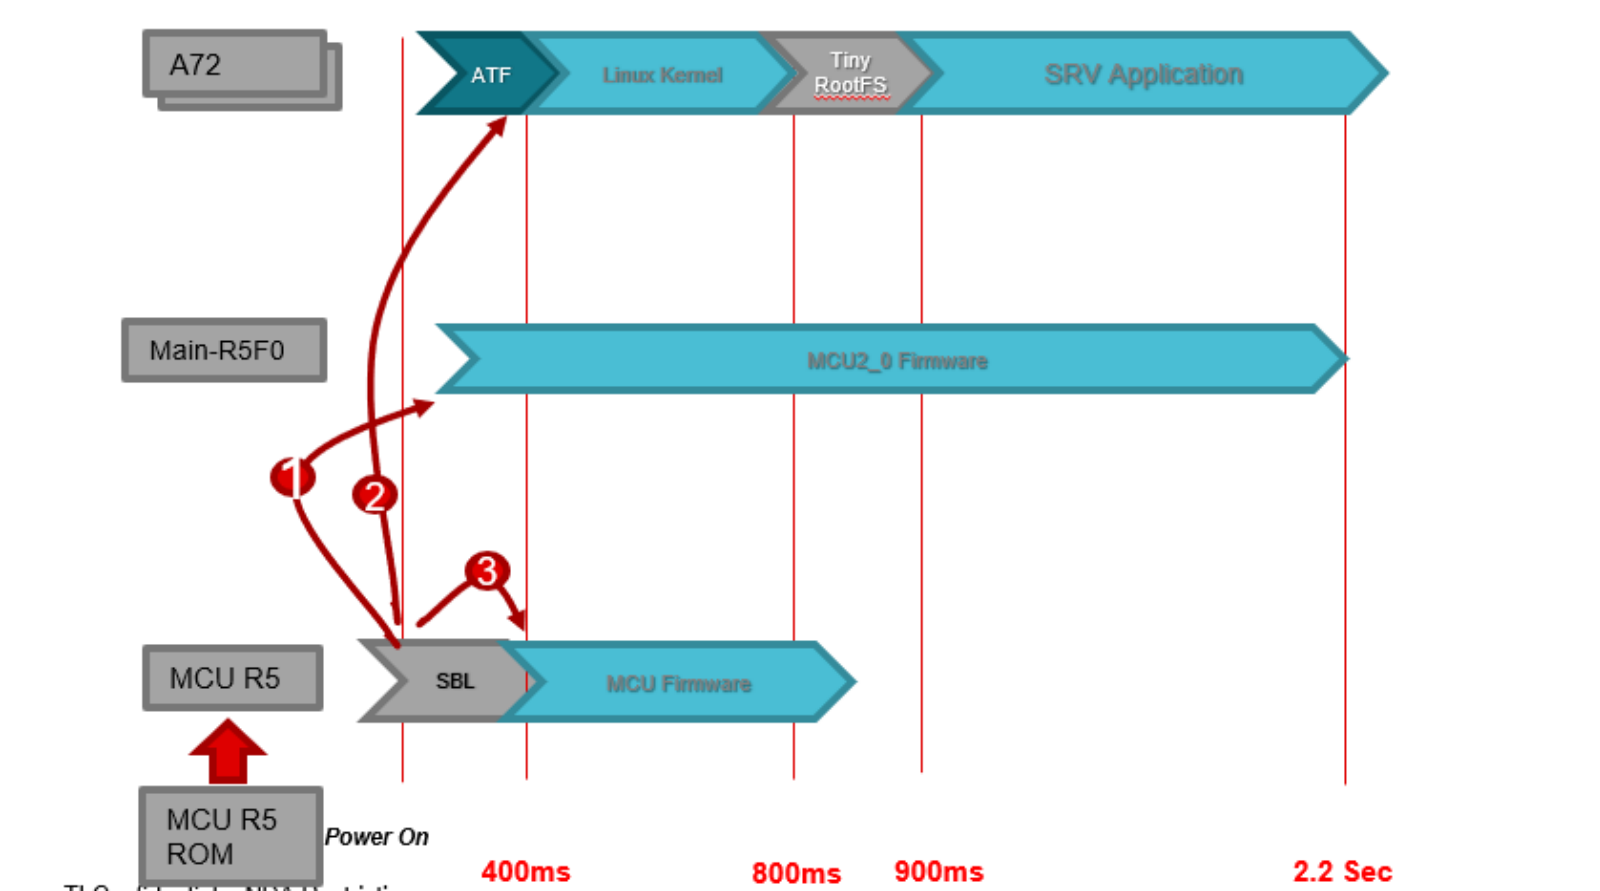 A72
ATF
Linux Kernel
Tiny
RootFS
SRV Application
Main-R5F0
MCU2_0 Firmware
1
2
3
MCU R5
SBL
MCU Firmware
MCU R5
ROM
Power On
400ms
800ms
900ms
2.2 Sec